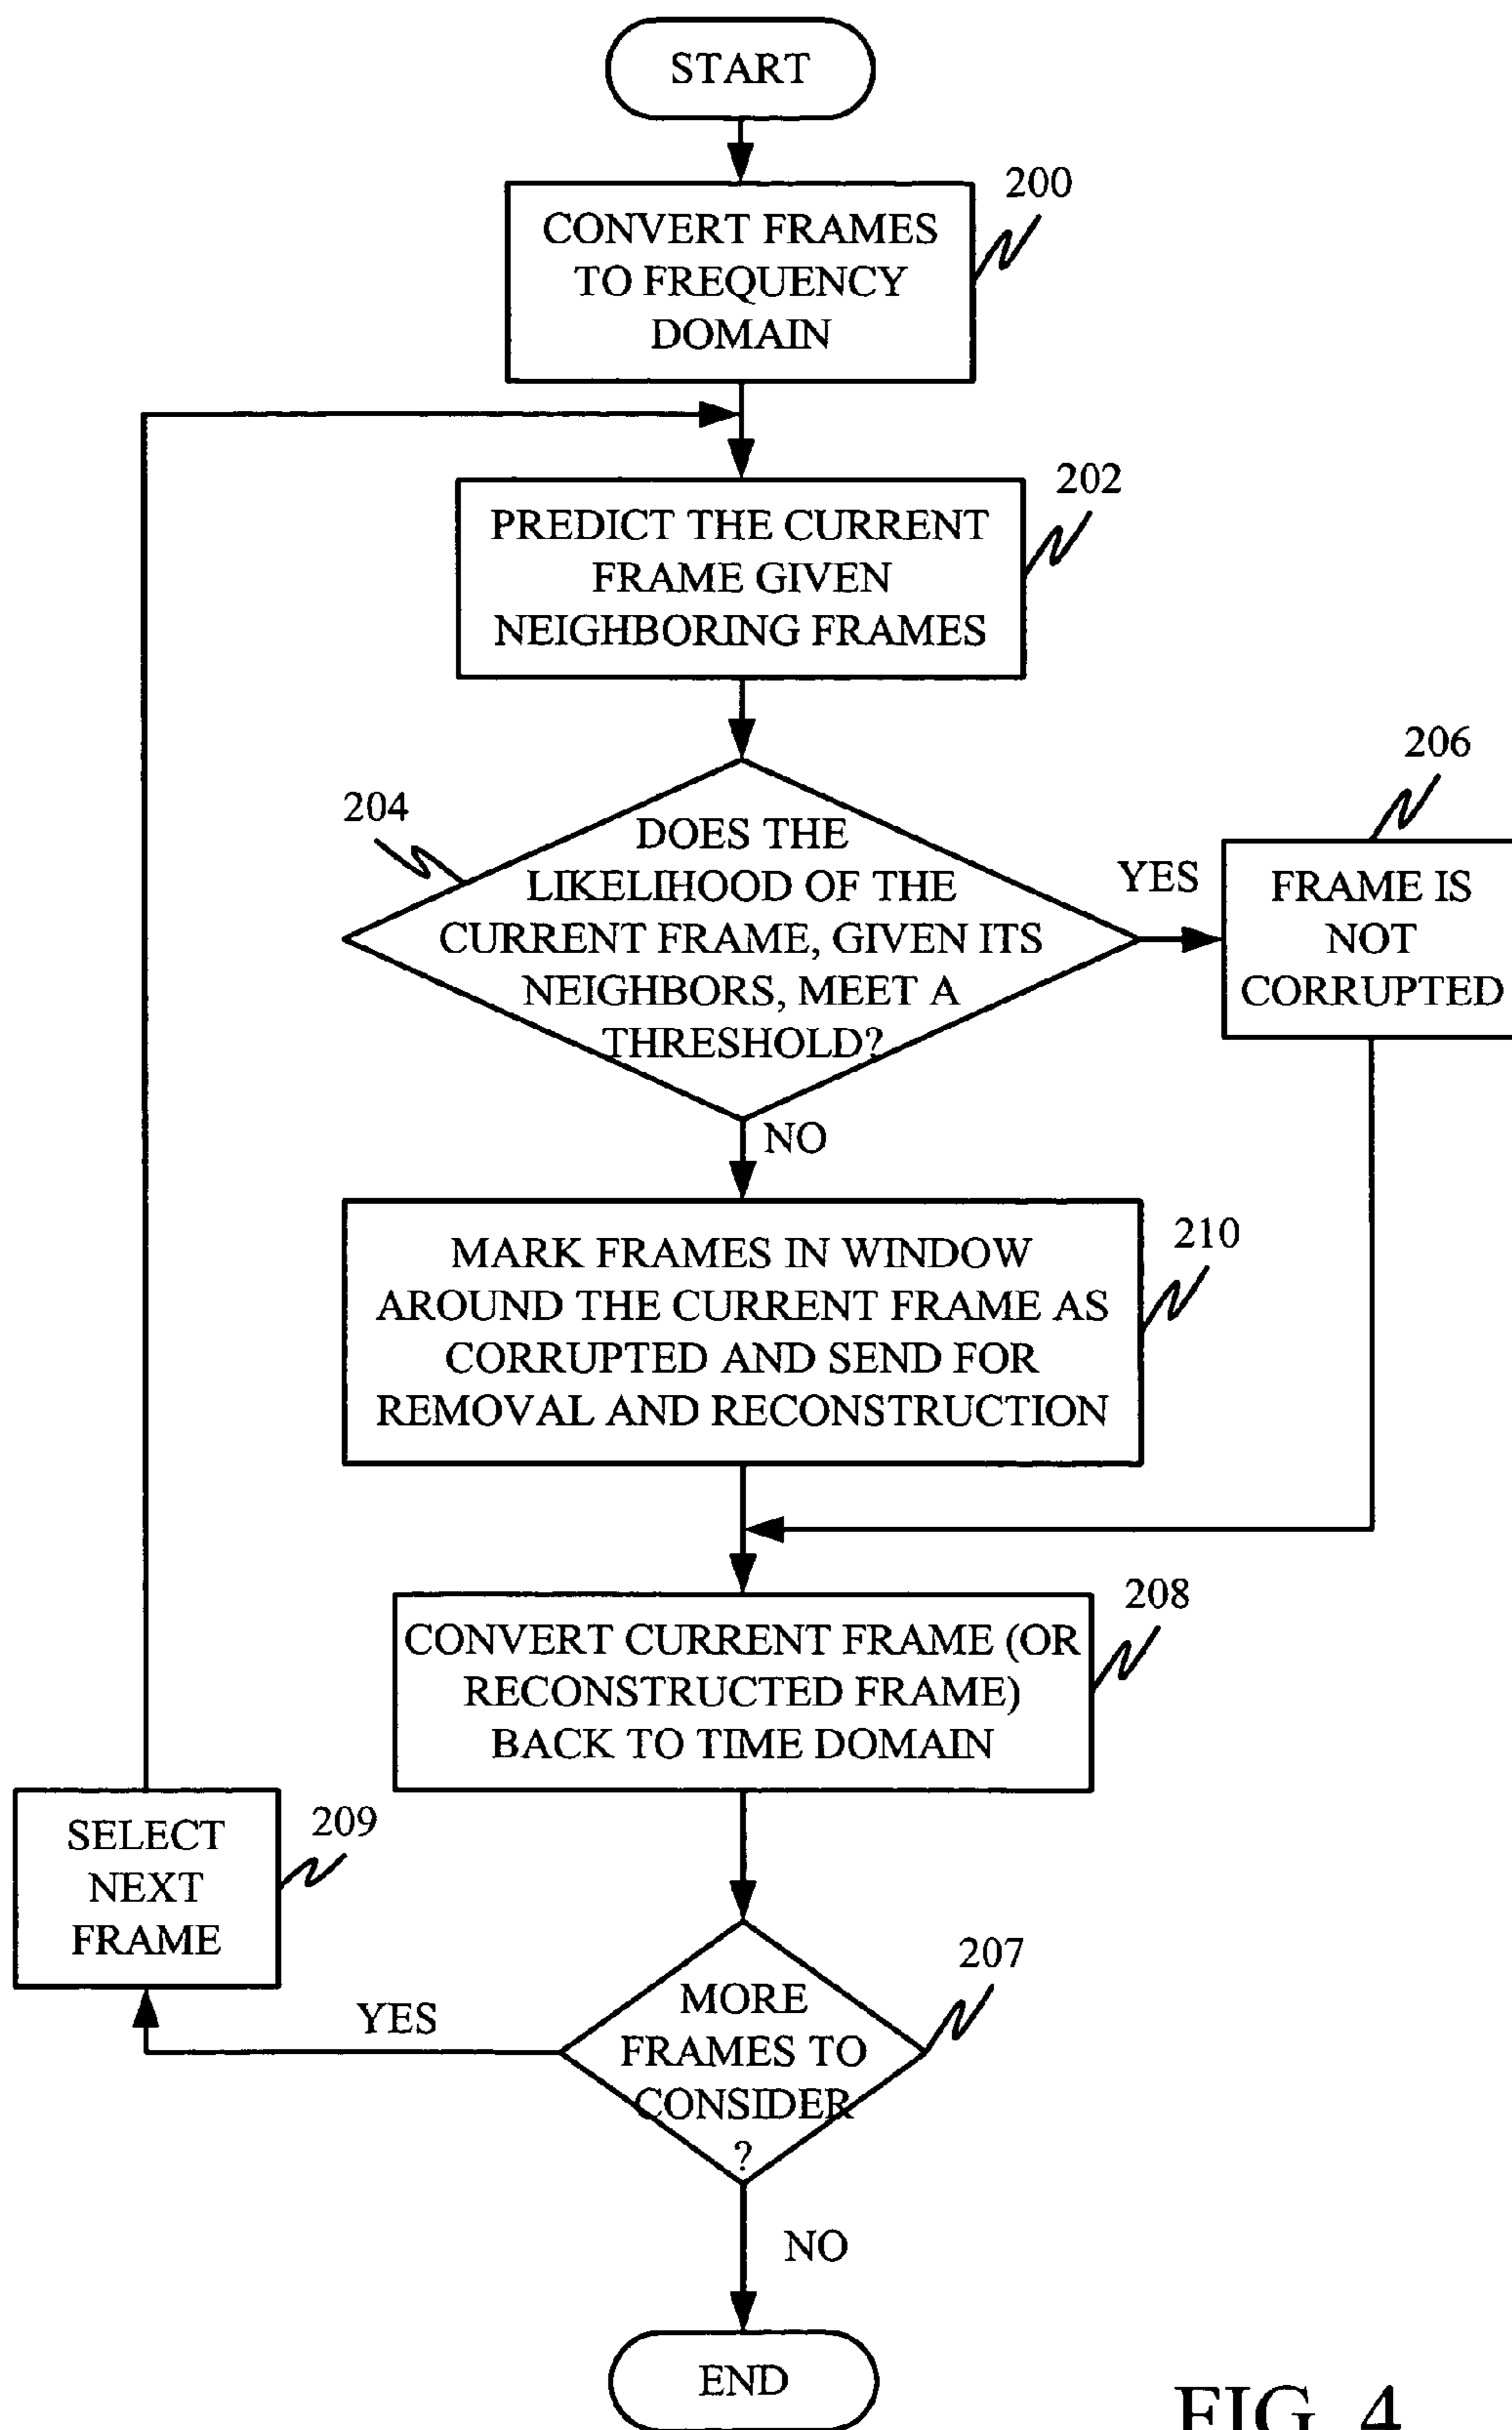 START
200
CONVERT FRAMES
TO FREQUENCY
DOMAIN
202
PREDICT THE CURRENT
FRAME GIVEN
NEIGHBORING FRAMES
204
DOES THE
LIKELIHOOD OF THE
CURRENT FRAME, GIVEN ITS
NEIGHBORS, MEET A
THRESHOLD?
YES
206
FRAME IS
NOT
CORRUPTED
NO
210
MARK FRAMES IN WINDOW
AROUND THE CURRENT FRAME AS
CORRUPTED AND SEND FOR
REMOVAL AND RECONSTRUCTION
208
CONVERT CURRENT FRAME (OR
RECONSTRUCTED FRAME)
BACK TO TIME DOMAIN
209
SELECT
NEXT
FRAME
207
MORE
FRAMES TO
CONSIDER
?
YES
NO
END
FIG. 4